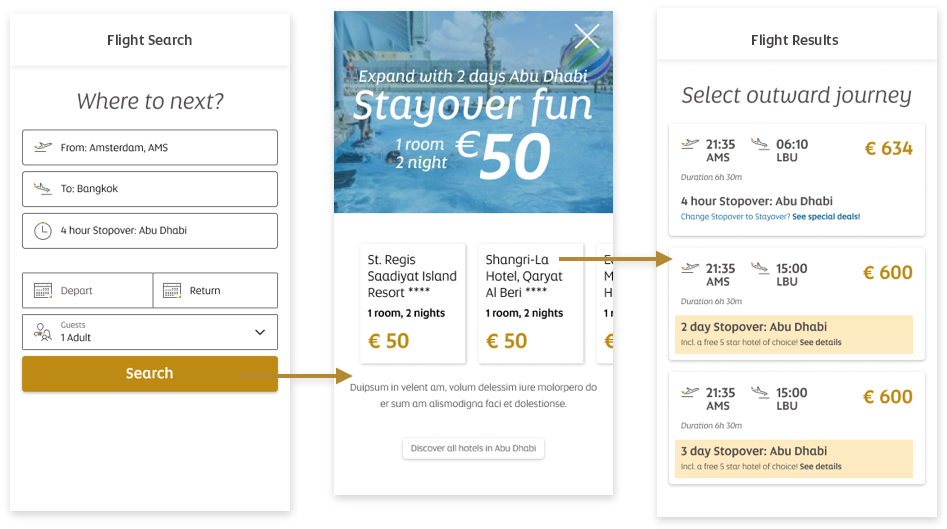 Flight Search
Where to next?
From: Amsterdam, AMS
To: Bangkok
4 hour Stopover: Abu Dhabi
Depart
Return
Guests
1 Adult
Search
Expand with 2 days Abu Dhabi
Stayover fun
1 room
2 night
€50
St. Regis
Saadiyat Island
Resort ****
1 room, 2 nights
€ 50
Shangri-La
Hotel, Qaryat
Al Beri ****
1 room, 2 nights
€ 50
Duipsum in velent am, volum delessim iure molorpero do
er sum am alismodigna faci et dolestionse.
Discover all hotels in Abu Dhabi
Flight Results
Select outward journey
21:35
AMS
06:10
LBU
€ 634
Duration 6h 30m
4 hour Stopover: Abu Dhabi
Change Stopover to Stayover? See special deals!
21:35
AMS
15:00
LBU
€ 600
Duration 6h 30m
2 day Stopover: Abu Dhabi
Incl. a free 5 star hotel of choice! See details
21:35
AMS
15:00
LBU
€ 600
Duration 6h 30m
3 day Stopover: Abu Dhabi
Incl. a free 5 star hotel of choice! See details